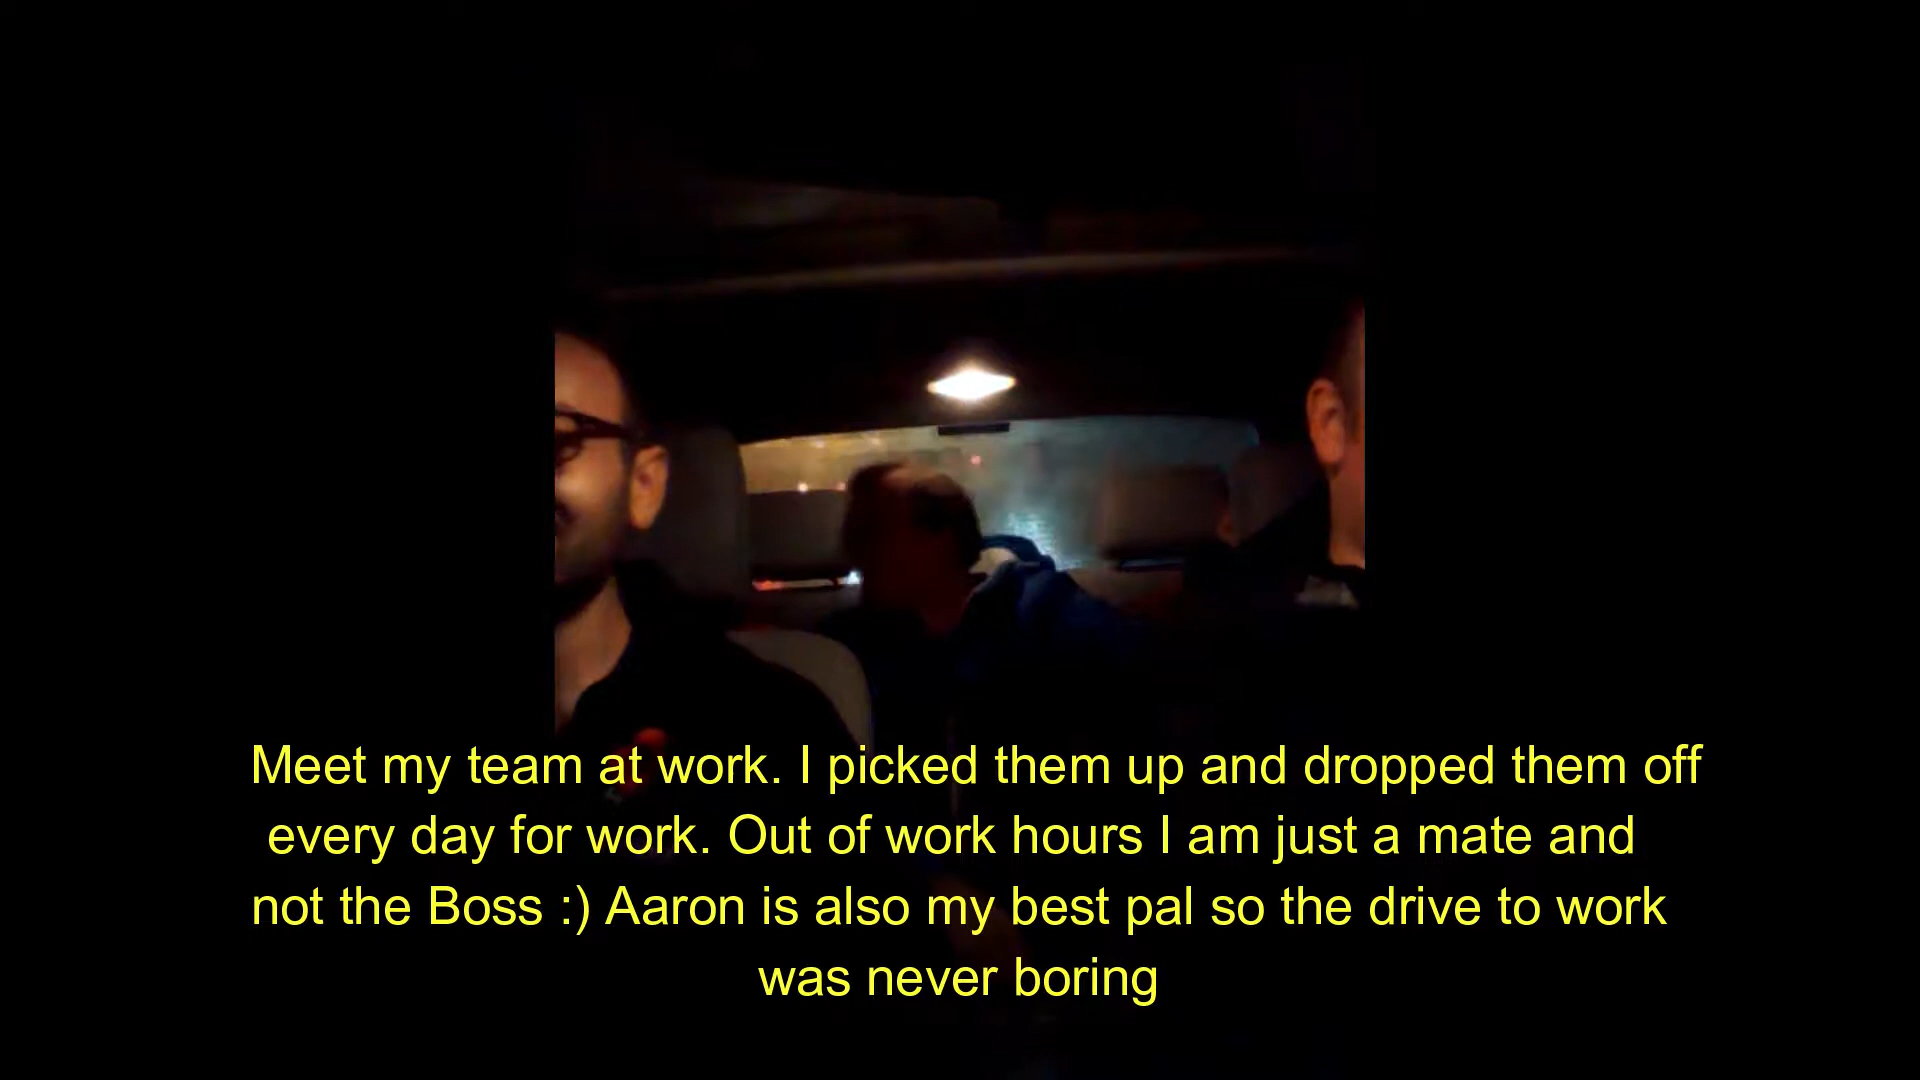 Meet my team at work. I picked them up and dropped them off
every day for work. Out of work hours I am just a mate and
not the Boss :) Aaron is also my best pal so the drive to work
was never boring